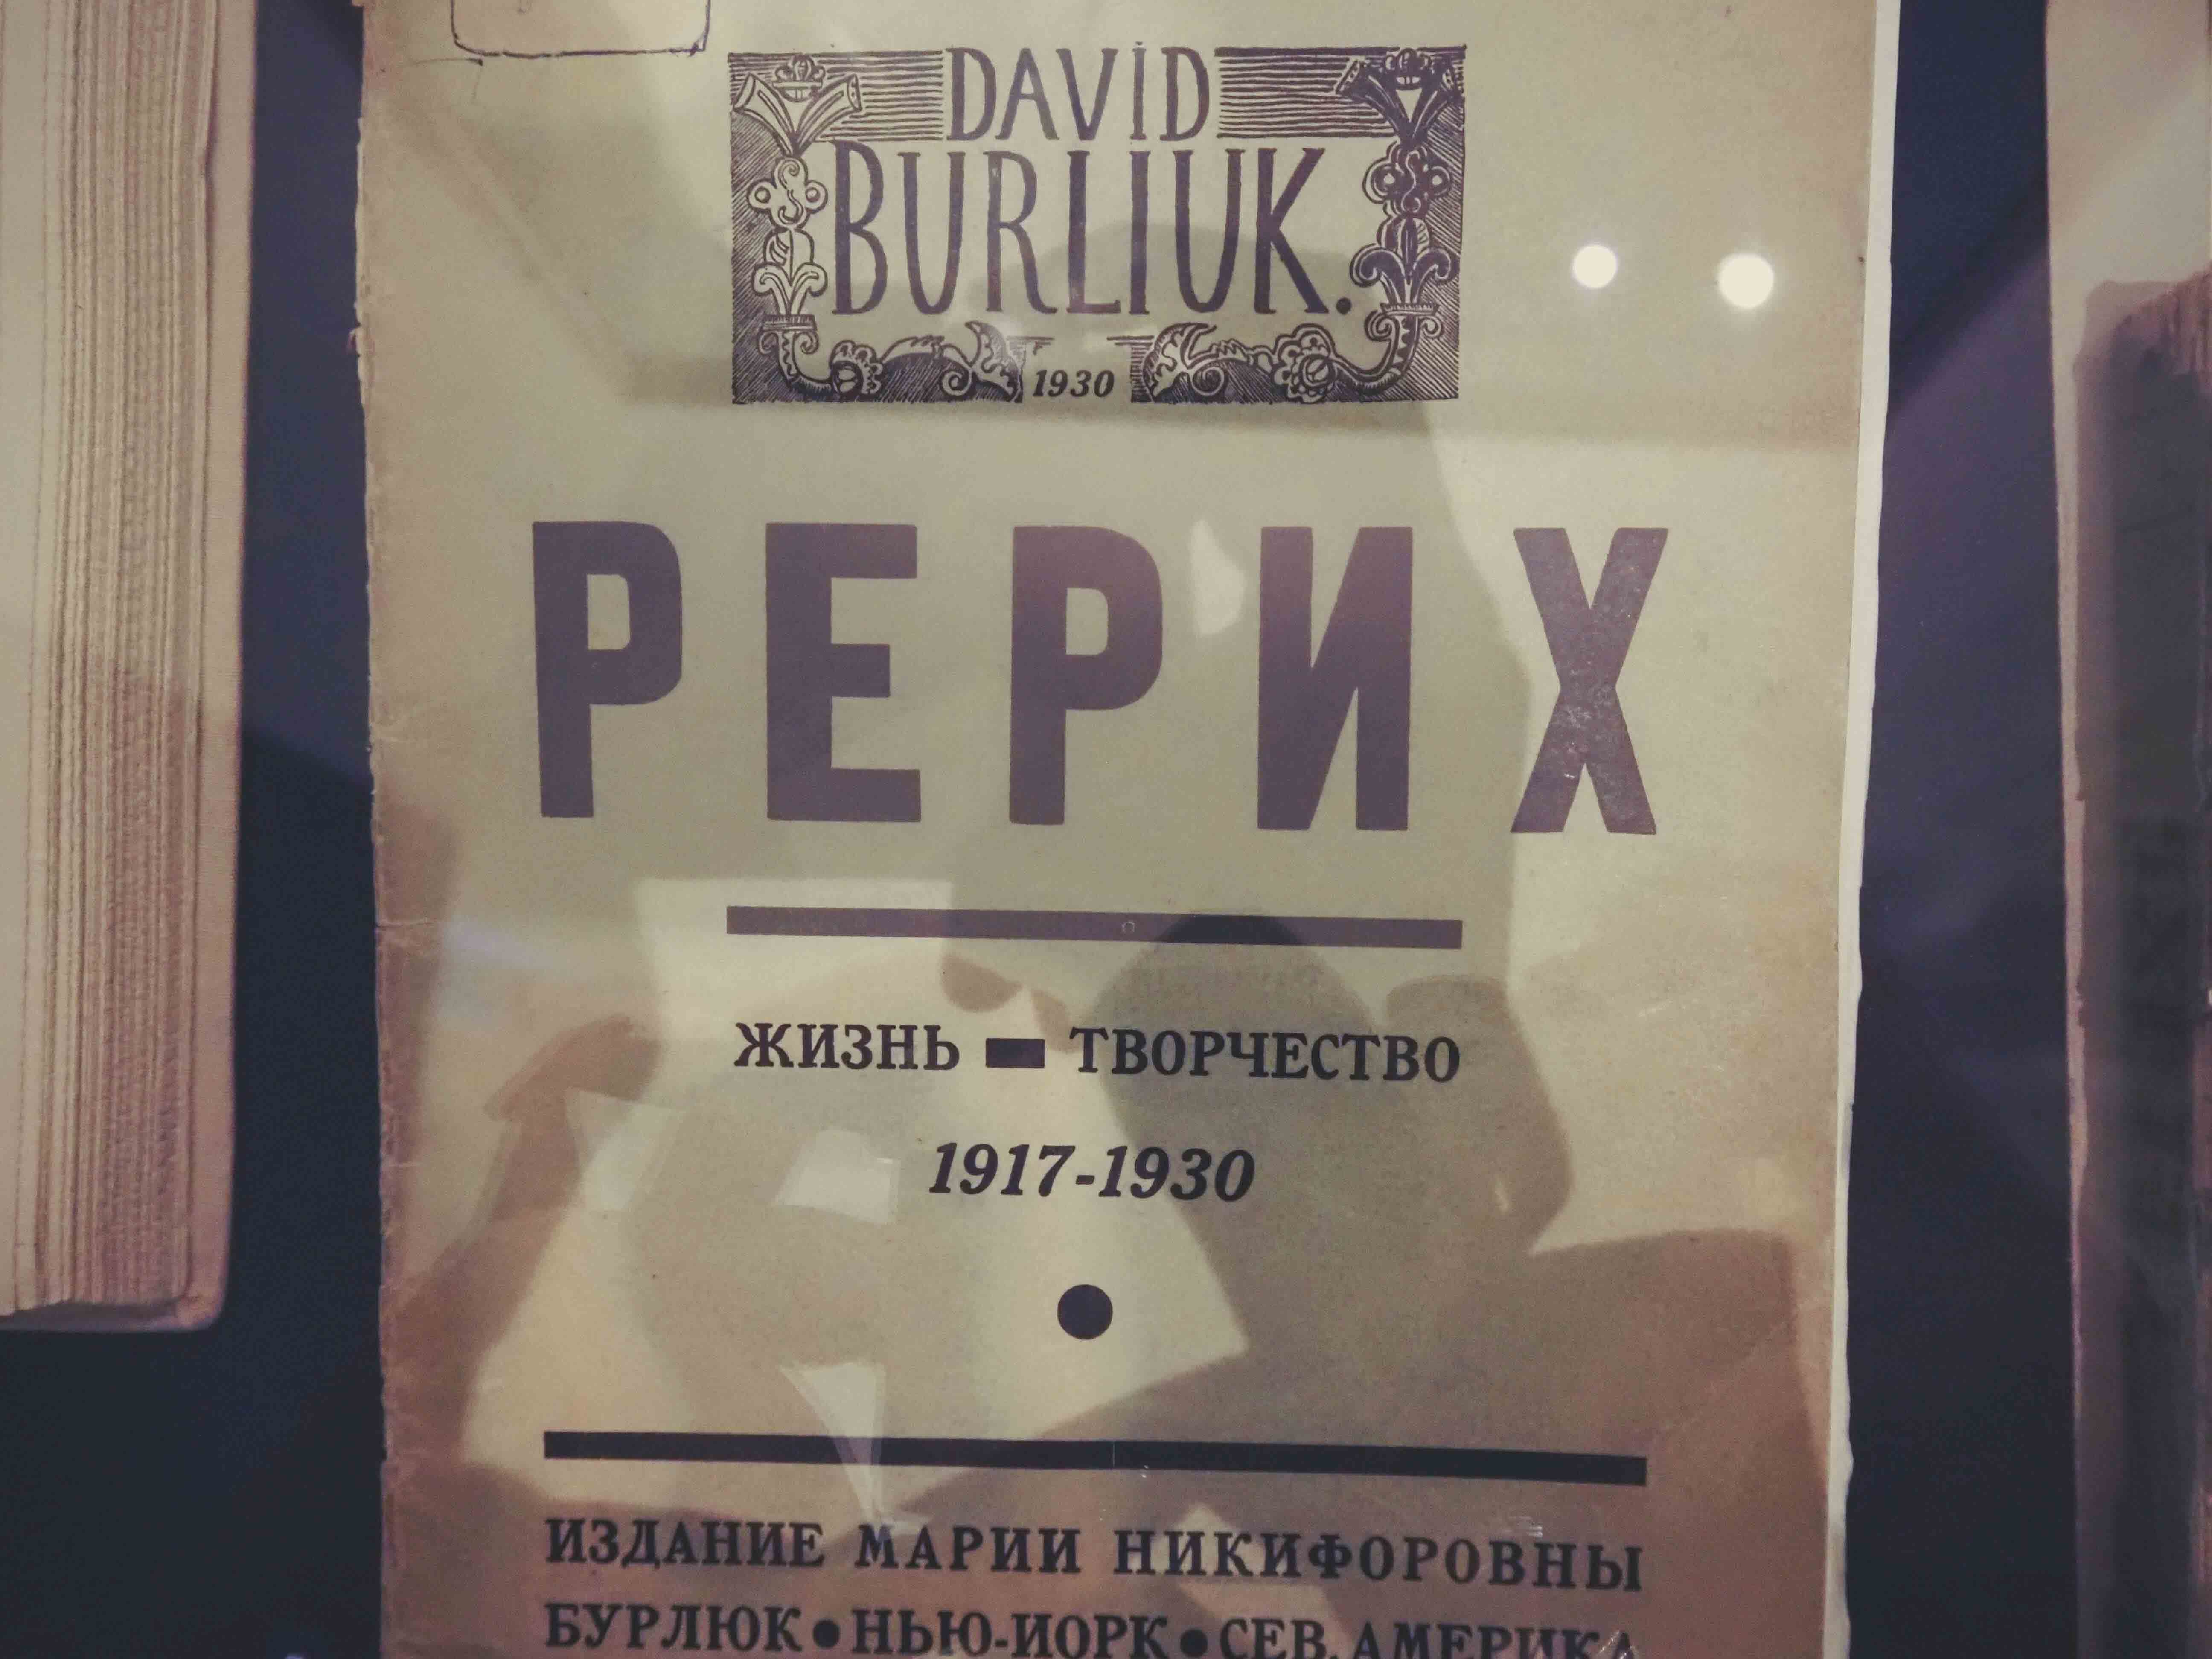 DAVID
BURLIUK.
1930
РЕРИХ
ЖИЗНЬ - ТВОРЧЕСТВО
1917-1930
ИЗДАНИЕ МАРИИ НИКИФОРОВНЫ
БУРЛЮК • НЬЮ-ИОРК • СЕВ. АМЕРИКА